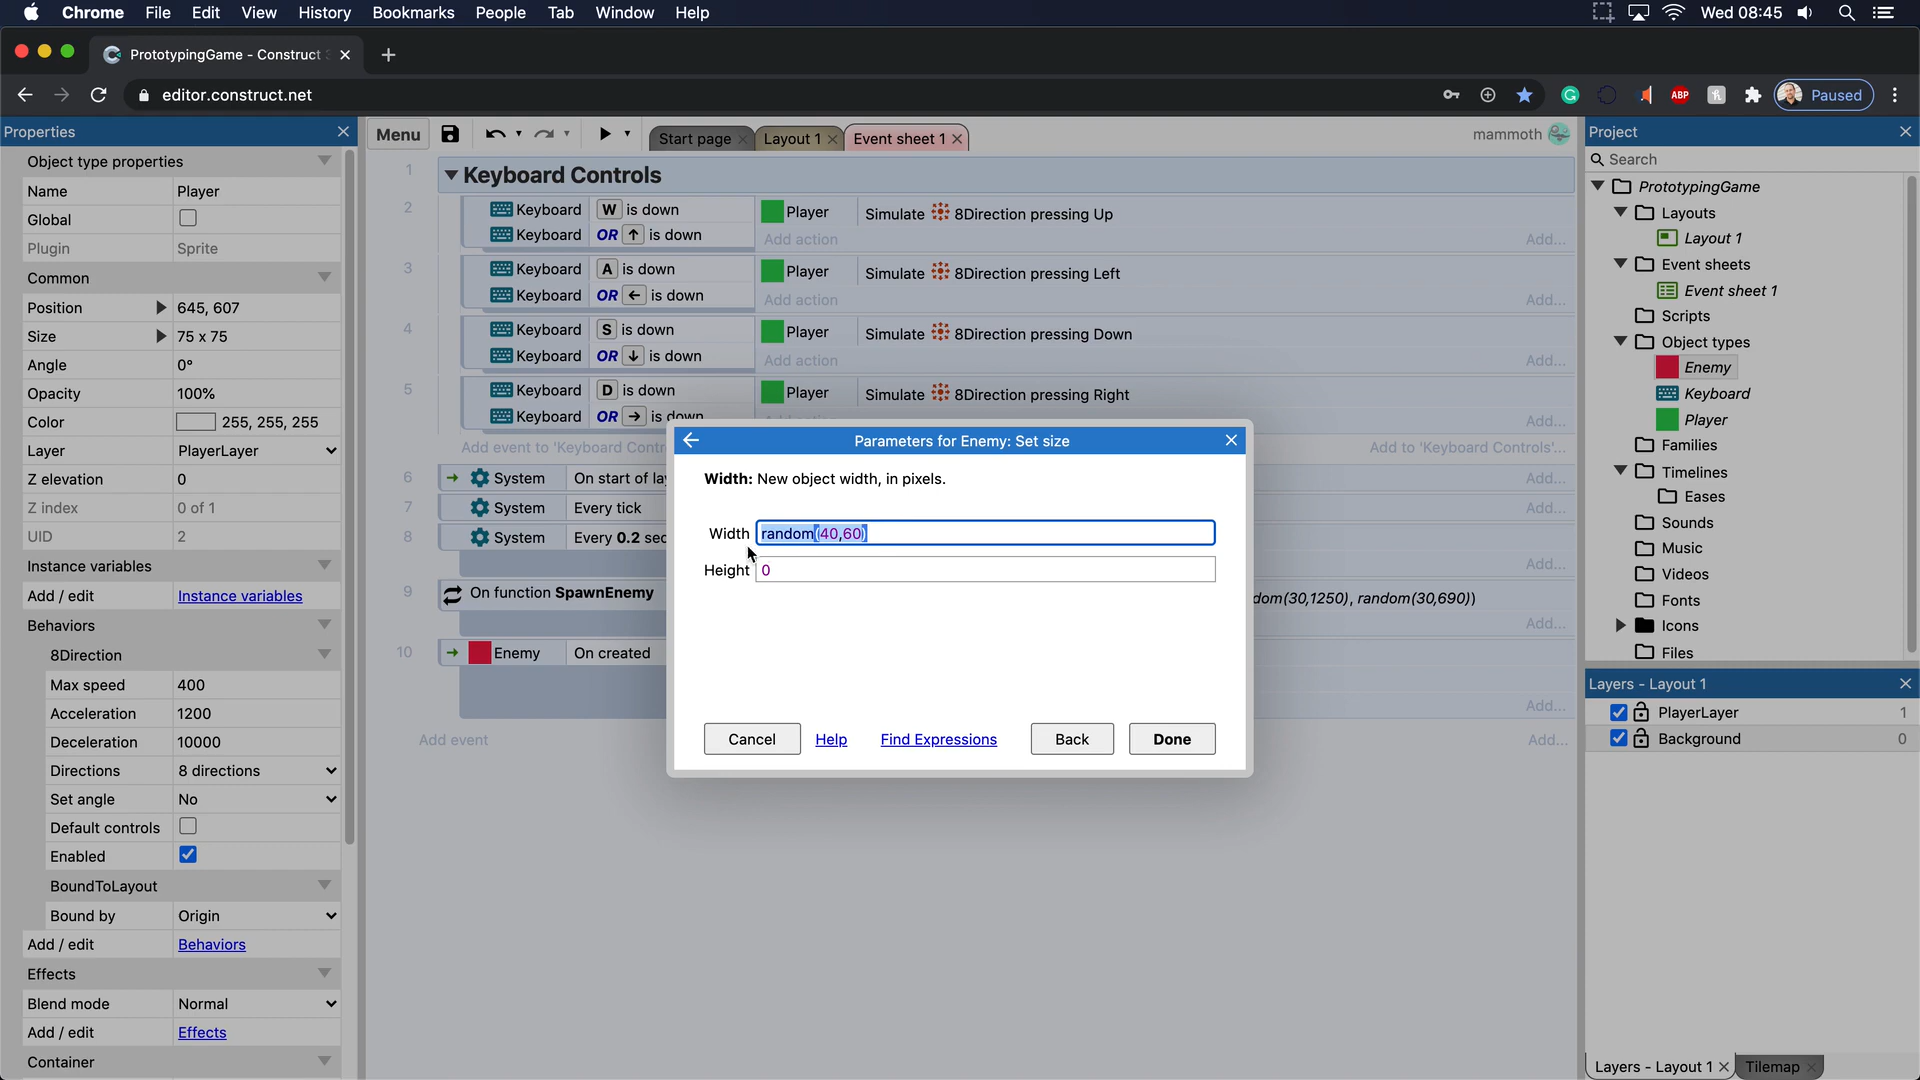 Chrome File Edit View History Bookmarks People Tab Window Help Wed 08:45
PrototypingGame - Construct 3
editor.construct.net ABP Paused
Properties
Object type properties
Name Player
Global
Plugin Sprite
Common
Position 645, 607
Size 75 x 75
Angle 0°
Opacity 100%
Color 255, 255, 255
Layer PlayerLayer
Z elevation 0
Z index 0 of 1
UID 2
Instance variables
Add / edit Instance variables
Behaviors
8Direction
Max speed 400
Acceleration 1200
Deceleration 10000
Directions 8 directions
Set angle No
Default controls
Enabled
BoundToLayout
Bound by Origin
Add / edit Behaviors
Effects
Blend mode Normal
Add / edit Effects
Container
Menu Start page Layout 1 Event sheet 1 mammoth
1 Keyboard Controls
2 Keyboard W is down Player Simulate 8Direction pressing Up
Keyboard OR ↑ is down Add action Add...
3 Keyboard A is down Player Simulate 8Direction pressing Left
Keyboard OR ← is down Add action Add...
4 Keyboard S is down Player Simulate 8Direction pressing Down
Keyboard OR ↓ is down Add action Add...
5 Keyboard D is down Player Simulate 8Direction pressing Right
Keyboard OR → is down Add...
Add event to 'Keyboard Contr Add to 'Keyboard Controls'...
6 System On start of lay Add...
7 System Every tick Add...
8 System Every 0.2 sec
Add...
9 On function SpawnEnemy dom(30,1250), random(30,690))
Add...
10 Enemy On created
Add...
Add event Add...
Parameters for Enemy: Set size
Width: New object width, in pixels.
Width random(40,60)
Height 0
Cancel Help Find Expressions Back Done
Project
Search
PrototypingGame
Layouts
Layout 1
Event sheets
Event sheet 1
Scripts
Object types
Enemy
Keyboard
Player
Families
Timelines
Eases
Sounds
Music
Videos
Fonts
Icons
Files
Layers - Layout 1
PlayerLayer 1
Background 0
Layers - Layout 1 Tilemap